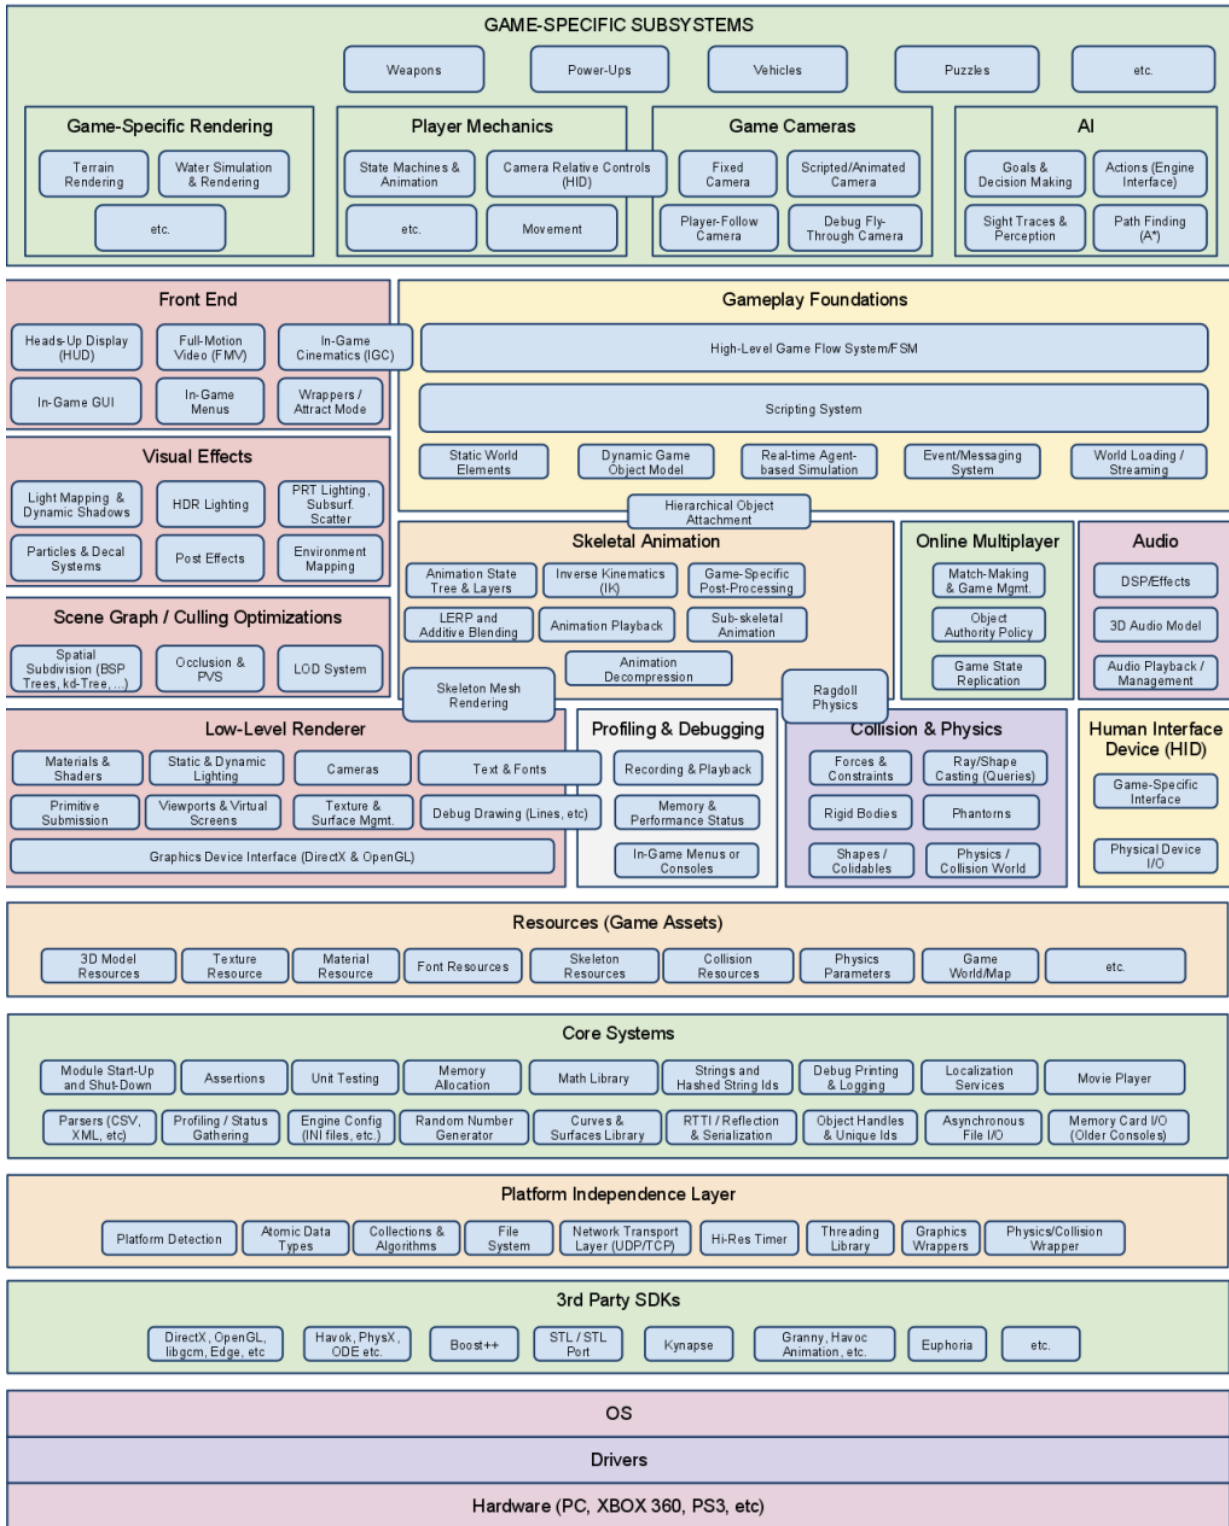 GAME-SPECIFIC SUBSYSTEMS
Weapons
Power-Ups
Vehicles
Puzzles
etc.
Game-Specific Rendering
Terrain
Rendering
Water Simulation
& Rendering
etc.
Player Mechanics
State Machines &
Animation
Camera Relative Controls
(HID)
etc.
Movement
Game Cameras
Fixed
Camera
Scripted/Animated
Camera
Player-Follow
Camera
Debug Fly-
Through Camera
AI
Goals &
Decision Making
Actions (Engine
Interface)
Sight Traces &
Perception
Path Finding
(A*)
Front End
Heads-Up Display
(HUD)
Full-Motion
Video (FMV)
In-Game
Cinematics (IGC)
In-Game GUI
In-Game
Menus
Wrappers /
Attract Mode
Gameplay Foundations
High-Level Game Flow System/FSM
Scripting System
Static World
Elements
Dynamic Game
Object Model
Real-time Agent-
based Simulation
Event/Messaging
System
World Loading /
Streaming
Hierarchical Object
Attachment
Visual Effects
Light Mapping &
Dynamic Shadows
HDR Lighting
PRT Lighting,
Subsurf.
Scatter
Particles & Decal
Systems
Post Effects
Environment
Mapping
Skeletal Animation
Animation State
Tree & Layers
Inverse Kinematics
(IK)
Game-Specific
Post-Processing
LERP and
Additive Blending
Animation Playback
Sub-skeletal
Animation
Animation
Decompression
Online Multiplayer
Match-Making
& Game Mgmt.
Object
Authority Policy
Game State
Replication
Audio
DSP/Effects
3D Audio Model
Audio Playback /
Management
Scene Graph / Culling Optimizations
Spatial
Subdivision (BSP
Trees, kd-Tree, ...)
Occlusion &
PVS
LOD System
Skeleton Mesh
Rendering
Ragdoll
Physics
Low-Level Renderer
Materials &
Shaders
Static & Dynamic
Lighting
Cameras
Text & Fonts
Primitive
Submission
Viewports & Virtual
Screens
Texture &
Surface Mgmt.
Debug Drawing (Lines, etc)
Graphics Device Interface (DirectX & OpenGL)
Profiling & Debugging
Recording & Playback
Memory &
Performance Status
In-Game Menus or
Consoles
Collision & Physics
Forces &
Constraints
Ray/Shape
Casting (Queries)
Rigid Bodies
Phantorns
Shapes /
Colidables
Physics /
Collision World
Human Interface
Device (HID)
Game-Specific
Interface
Physical Device
I/O
Resources (Game Assets)
3D Model
Resources
Texture
Resource
Material
Resource
Font Resources
Skeleton
Resources
Collision
Resources
Physics
Parameters
Game
World/Map
etc.
Core Systems
Module Start-Up
and Shut-Down
Assertions
Unit Testing
Memory
Allocation
Math Library
Strings and
Hashed String Ids
Debug Printing
& Logging
Localization
Services
Movie Player
Parsers (CSV,
XML, etc)
Profiling / Status
Gathering
Engine Config
(INI files, etc.)
Random Number
Generator
Curves &
Surfaces Library
RTTI / Reflection
& Serialization
Object Handles
& Unique Ids
Asynchronous
File I/O
Memory Card I/O
(Older Consoles)
Platform Independence Layer
Platform Detection
Atomic Data
Types
Collections &
Algorithms
File
System
Network Transport
Layer (UDP/TCP)
Hi-Res Timer
Threading
Library
Graphics
Wrappers
Physics/Collision
Wrapper
3rd Party SDKs
DirectX, OpenGL,
libgcm, Edge, etc
Havok, PhysX,
ODE etc.
Boost++
STL / STL
Port
Kynapse
Granny, Havoc
Animation, etc.
Euphoria
etc.
OS
Drivers
Hardware (PC, XBOX 360, PS3, etc)